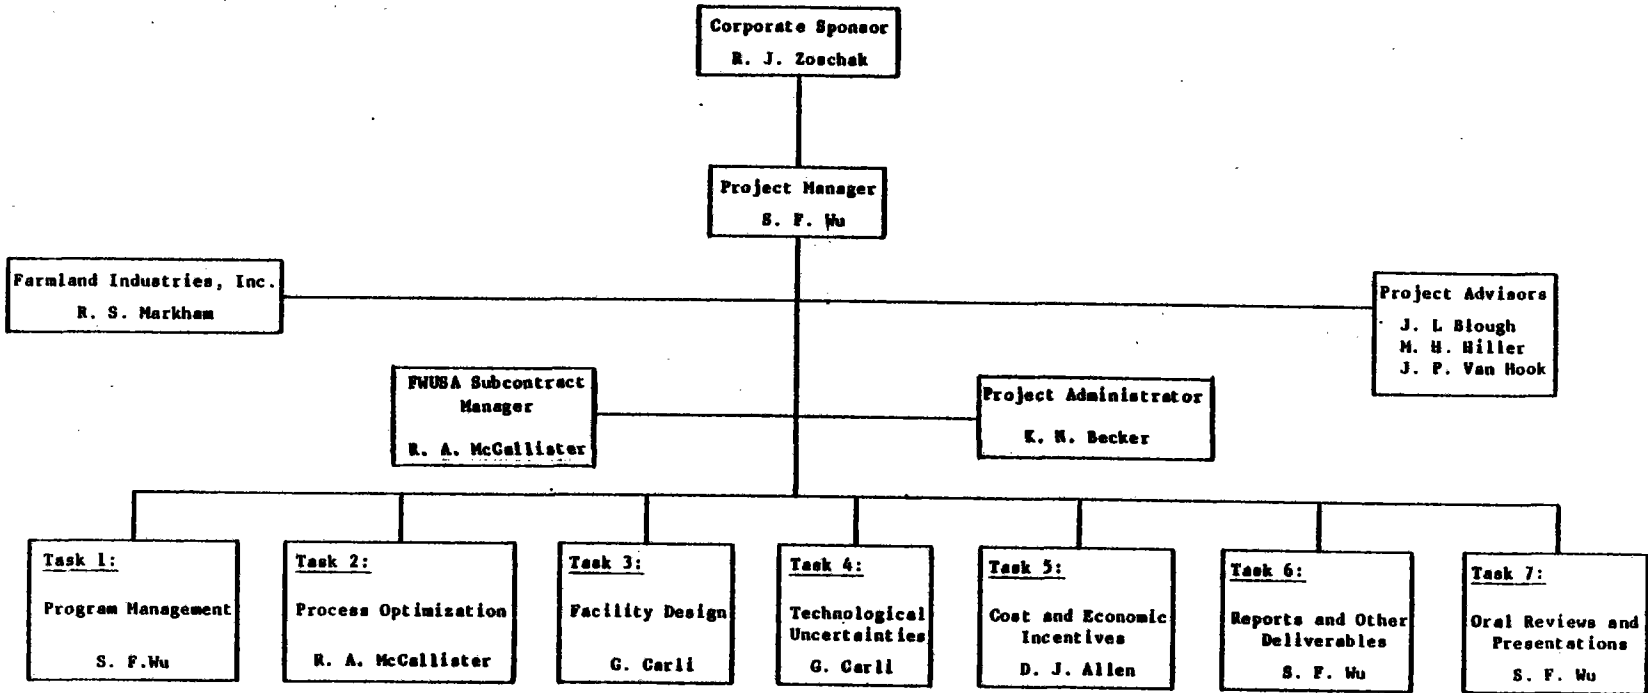 Corporate Sponsor
R. J. Zoschak
Project Manager
S. F. Wu
Farmland Industries, Inc.
R. S. Markham
Project Advisors
J. L Blough
M. H. Hiller
J. P. Van Hook
FWUSA Subcontract
Manager
R. A. McCallister
Project Administrator
K. N. Becker
Task 1:
Program Management
S. F.Wu
Task 2:
Process Optimization
R. A. McCallister
Task 3:
Facility Design
G. Carli
Task 4:
Technological
Uncertainties
G. Carli
Task 5:
Cost and Economic
Incentives
D. J. Allen
Task 6:
Reports and Other
Deliverables
S. F. Wu
Task 7:
Oral Reviews and
Presentations
S. F. Wu